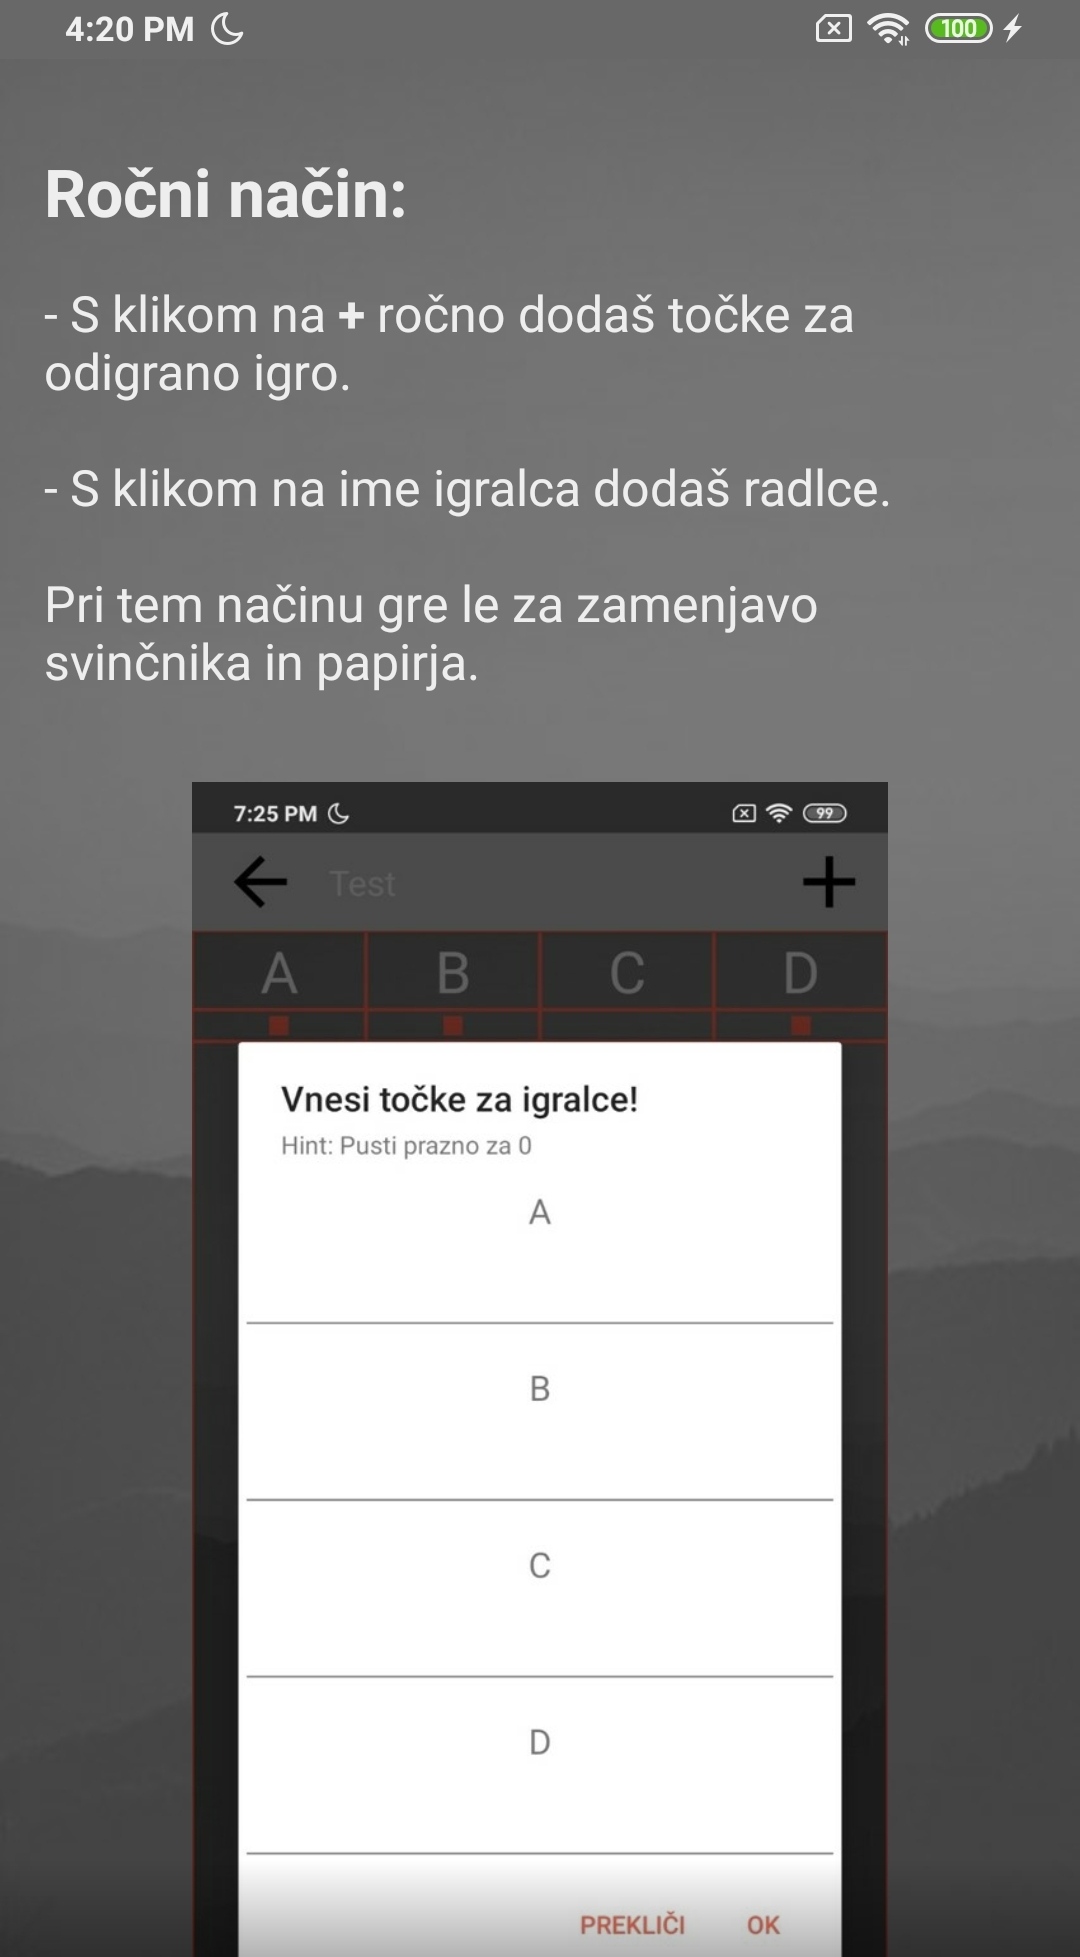 4:20 PM
100
Ročni način:
- S klikom na + ročno dodaš točke za
odigrano igro.
- S klikom na ime igralca dodaš radlce.
Pri tem načinu gre le za zamenjavo
svinčnika in papirja.
7:25 PM
99
Test
A B C D
Vnesi točke za igralce!
Hint: Pusti prazno za 0
A
B
C
D
PREKLIČI OK